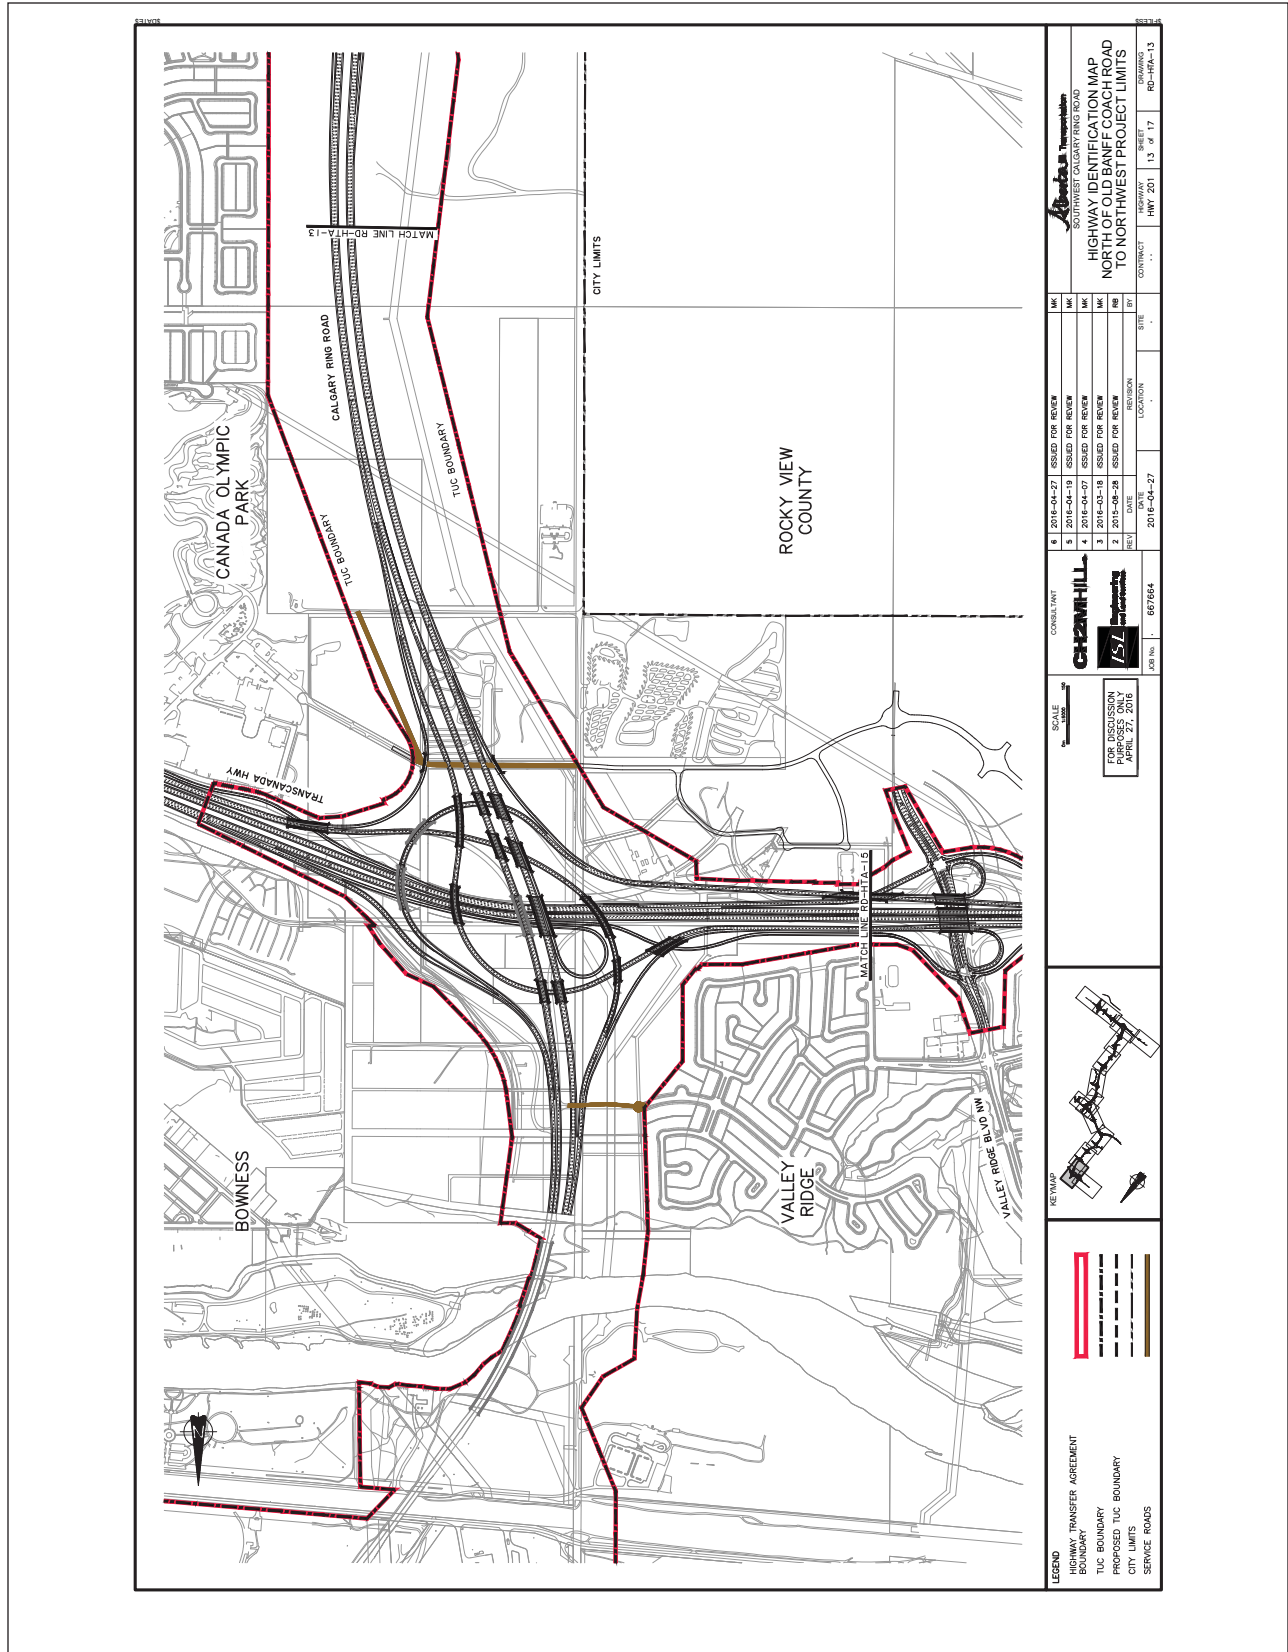 $DATE$
$FILES$
CANADA OLYMPIC
PARK
CALGARY RING ROAD
MATCH LINE RD-HTA-13
CITY LIMITS
TUC BOUNDARY
TUC BOUNDARY
ROCKY VIEW
COUNTY
TRANSCANADA HWY
MATCH LINE RD-HTA-15
BOWNESS
VALLEY
RIDGE
VALLEY RIDGE BLVD NW
N
LEGEND
HIGHWAY TRANSFER AGREEMENT
BOUNDARY
TUC BOUNDARY
PROPOSED TUC BOUNDARY
CITY LIMITS
SERVICE ROADS
KEYMAP
SCALE
FOR DISCUSSION
PURPOSES ONLY
APRIL 27, 2016
CONSULTANT
CH2MHILL
ISL Engineering
and Land Services
JOB No. 667664
6 2016-04-27 ISSUED FOR REVIEW MK
5 2016-04-19 ISSUED FOR REVIEW MK
4 2016-04-07 ISSUED FOR REVIEW MK
3 2016-03-18 ISSUED FOR REVIEW MK
2 2015-08-28 ISSUED FOR REVIEW RB
REV DATE REVISION BY
DATE LOCATION SITE
2016-04-27 - -
Alberta Transportation
SOUTHWEST CALGARY RING ROAD
HIGHWAY IDENTIFICATION MAP
NORTH OF OLD BANFF COACH ROAD
TO NORTHWEST PROJECT LIMITS
CONTRACT HIGHWAY SHEET DRAWING
-- HWY 201 13 of 17 RD-HTA-13